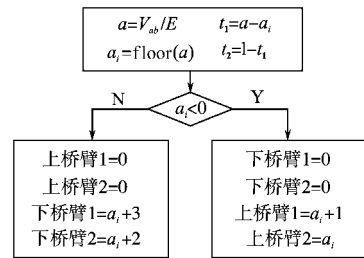 a=V_{ab}/E t₁=a-a_i
a_i=floor(a) t₂=1-t₁
N a_i<0 Y
上桥臂1=0
上桥臂2=0
下桥臂1=a_i+3
下桥臂2=a_i+2
下桥臂1=0
下桥臂2=0
上桥臂1=a_i+1
上桥臂2=a_i